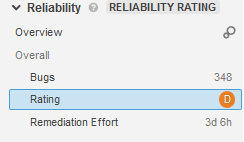 Reliability ? RELIABILITY RATING
Overview
Overall
Bugs 348
Rating D
Remediation Effort 3d 6h